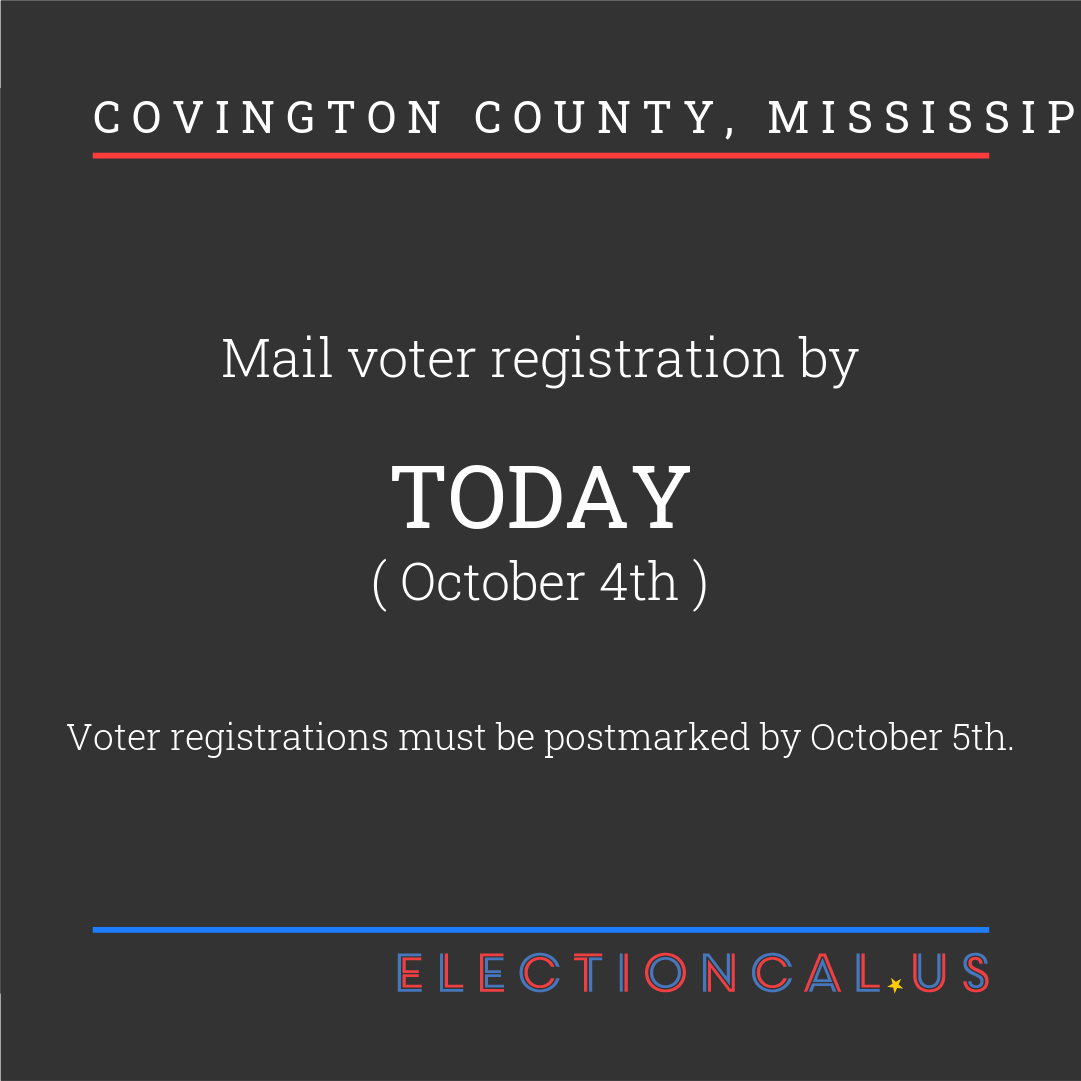 COVINGTON COUNTY, MISSISSIP
Mail voter registration by
TODAY
( October 4th )
Voter registrations must be postmarked by October 5th.
ELECTIONCAL.US